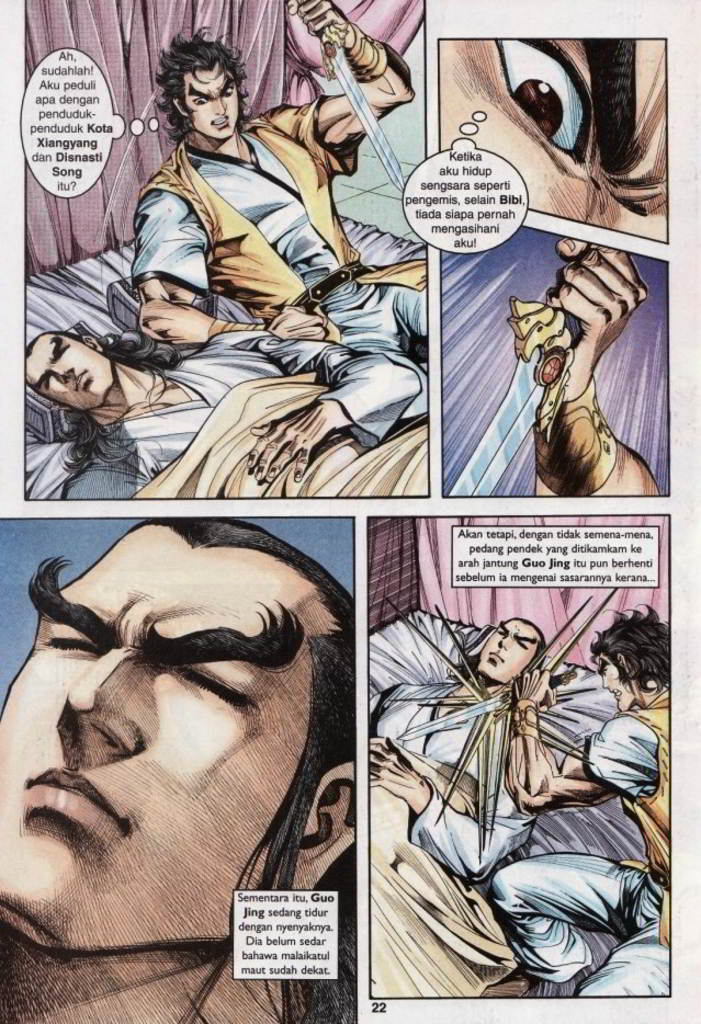 Ah,
sudahlah!
Aku peduli
apa dengan
penduduk-
penduduk Kota
Xiangyang
dan Disnasti
Song
itu?
Ketika
aku hidup
sengsara seperti
pengemis, selain Bibi,
tiada siapa pernah
mengasihani
aku!
Sementara itu, Guo
Jing sedang tidur
dengan nyenyaknya.
Dia belum sedar
bahawa malaikatul
maut sudah dekat.
Akan tetapi, dengan tidak semena-mena,
pedang pendek yang ditikamkam ke
arah jantung Guo Jing itu pun berhenti
sebelum ia mengenai sasarannya kerana...
22